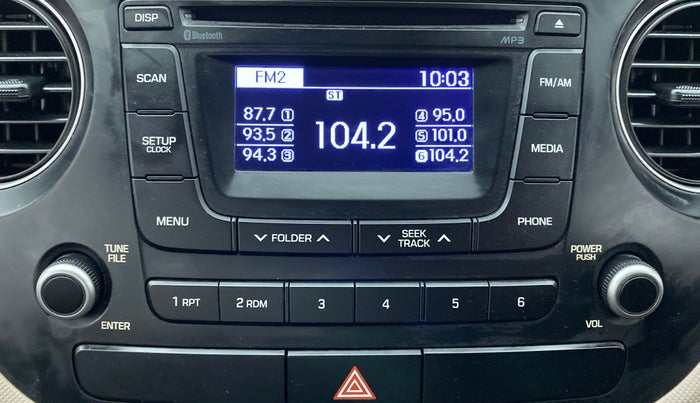 DISP
Bluetooth
MP3
SCAN
FM2
10:03
FM/AM
ST
87.7 1
4 95.0
93.5 2
104.2
5 101.0
94.3 3
6 104.2
SETUP
CLOCK
MEDIA
MENU
FOLDER
SEEK
TRACK
PHONE
TUNE
FILE
POWER
PUSH
1 RPT
2 RDM
3
4
5
6
ENTER
VOL